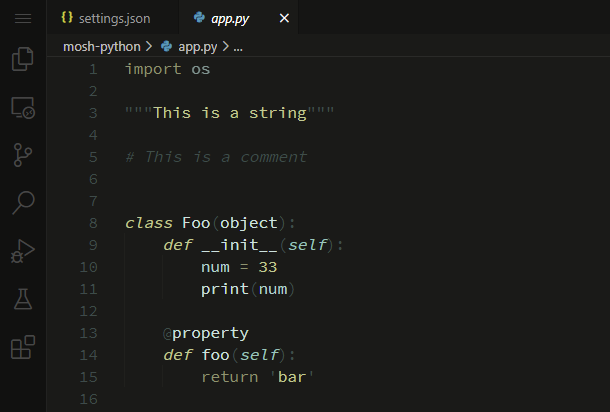 {} settings.json app.py ×
mosh-python > app.py > ...
1 import os
2
3 """This is a string"""
4
5 # This is a comment
6
7
8 class Foo(object):
9     def __init__(self):
10         num = 33
11         print(num)
12
13     @property
14     def foo(self):
15         return 'bar'
16